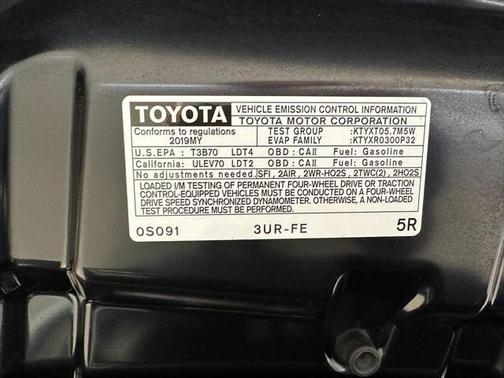 TOYOTA VEHICLE EMISSION CONTROL INFORMATION
TOYOTA MOTOR CORPORATION
Conforms to regulations
2019MY
TEST GROUP :KTYXT05.7M5W
EVAP FAMILY :KTYXR0300P32
U.S.EPA : T3B70 LDT4 OBD : CAII Fuel: Gasoline
California: ULEV70 LDT2 OBD : CAII Fuel: Gasoline
No adjustments needed. SFI, 2AIR, 2WR-HO2S, 2TWC(2), 2HO2S
LOADED I/M TESTING OF PERMANENT FOUR-WHEEL DRIVE OR TRACTION
CONTROL-EQUIPPED VEHICLES MUST BE CONDUCTED ON A FOUR-WHEEL
DRIVE SPEED SYNCHRONIZED DYNAMOMETER. OTHERWISE, A NON-LOADED
TEST PROCEDURE MUST BE USED.
0S091 3UR-FE 5R